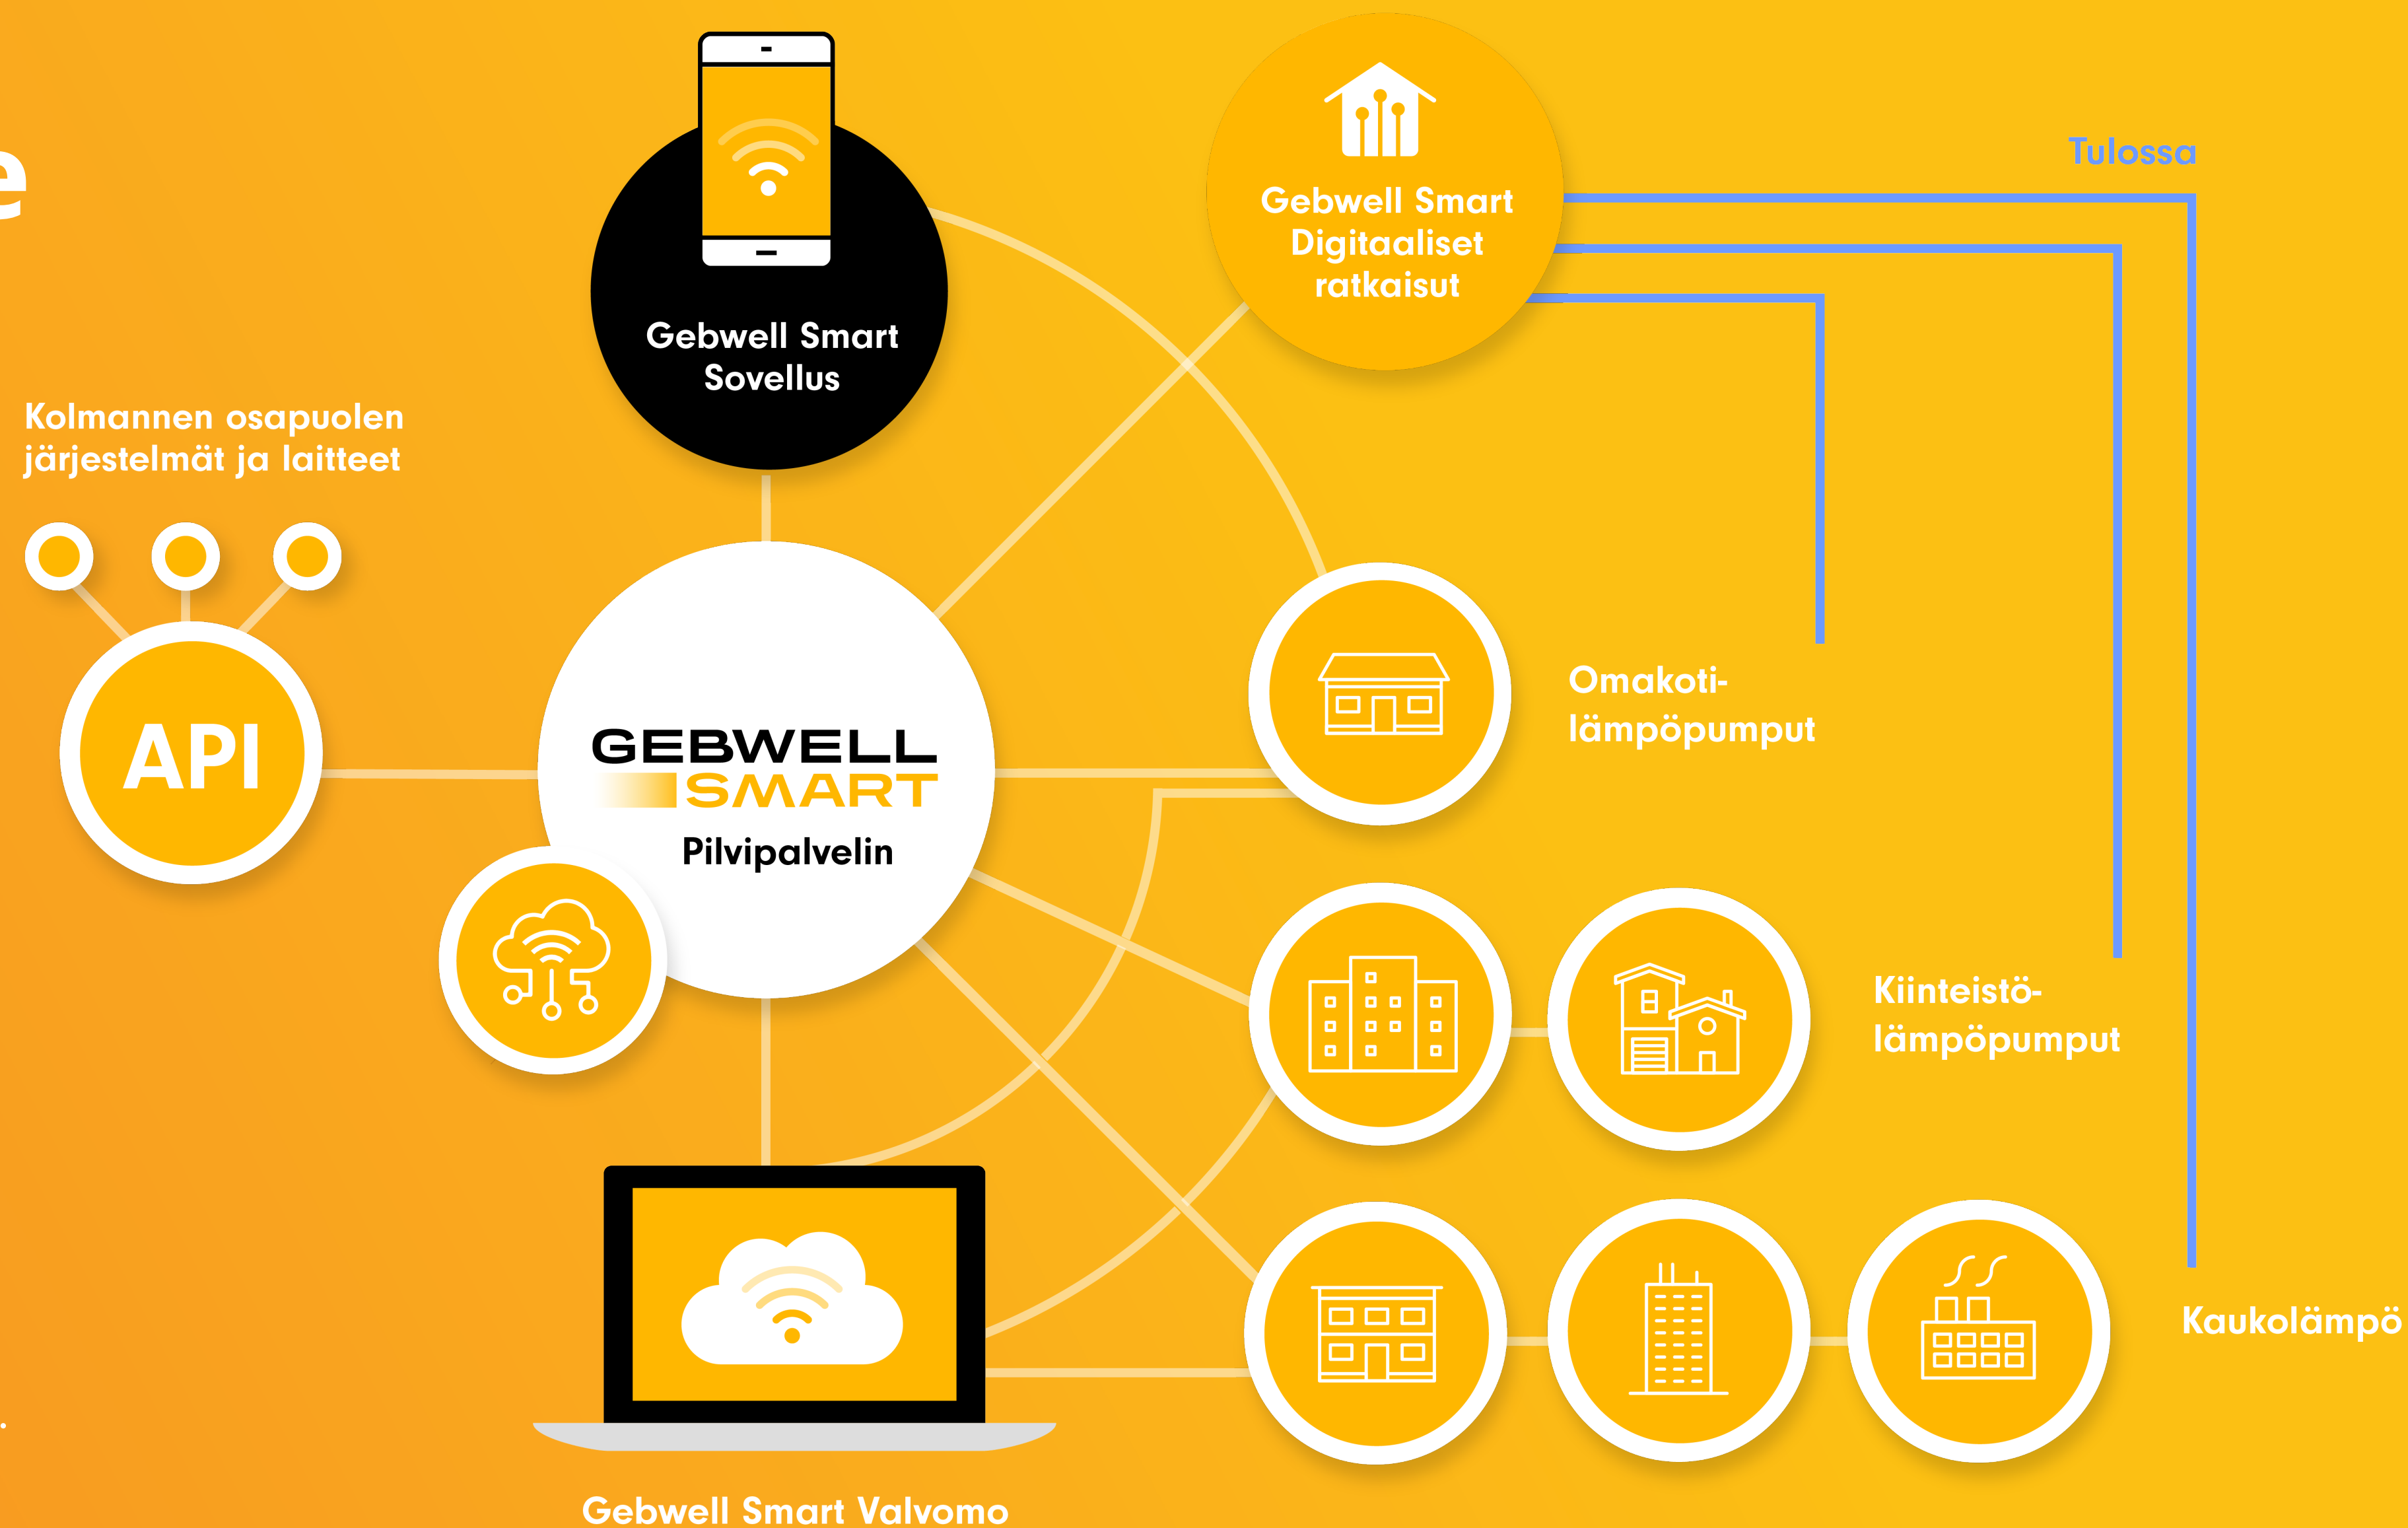 e
Gebwell Smart
Sovellus
Gebwell Smart
Digitaaliset
ratkaisut
Tulossa
Kolmannen osapuolen
järjestelmät ja laitteet
API
GEBWELL
SMART
Pilvipalvelin
Omakoti-
lämpöpumput
Kiinteistö-
lämpöpumput
Kaukolämpö
.
Gebwell Smart Valvomo